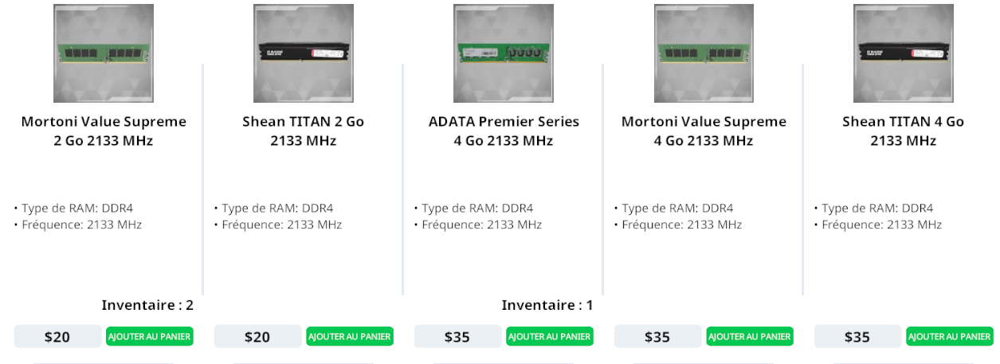 Mortoni Value Supreme
2 Go 2133 MHz
• Type de RAM: DDR4
• Fréquence: 2133 MHz
Inventaire : 2
$20
AJOUTER AU PANIER
Shean TITAN 2 Go
2133 MHz
• Type de RAM: DDR4
• Fréquence: 2133 MHz
$20
AJOUTER AU PANIER
ADATA Premier Series
4 Go 2133 MHz
• Type de RAM: DDR4
• Fréquence: 2133 MHz
Inventaire : 1
$35
AJOUTER AU PANIER
Mortoni Value Supreme
4 Go 2133 MHz
• Type de RAM: DDR4
• Fréquence: 2133 MHz
$35
AJOUTER AU PANIER
Shean TITAN 4 Go
2133 MHz
• Type de RAM: DDR4
• Fréquence: 2133 MHz
$35
AJOUTER AU PANIER